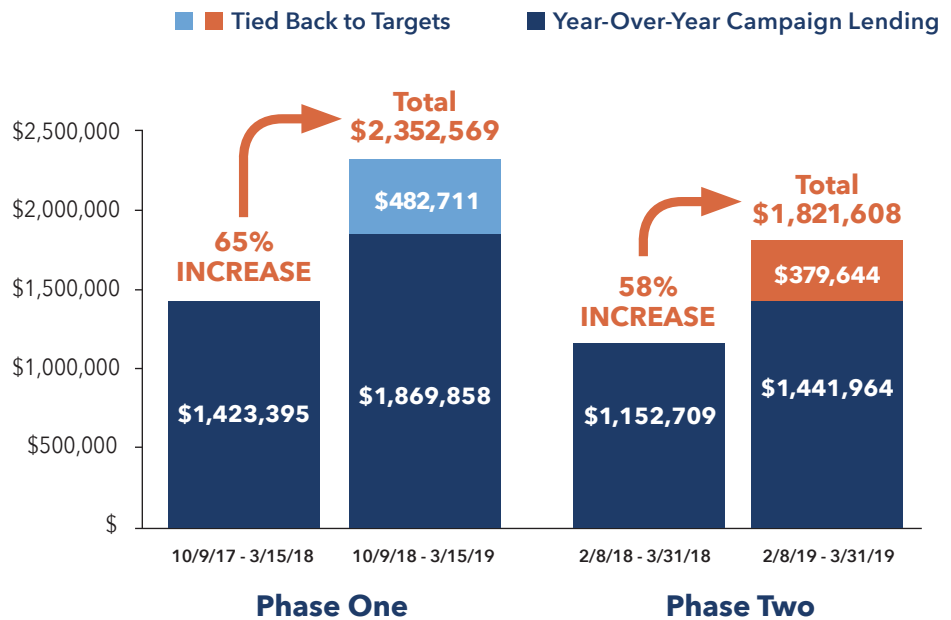 Tied Back to Targets
Year-Over-Year Campaign Lending
$2,500,000
$2,000,000
$1,500,000
$1,000,000
$500,000
$
65%
INCREASE
Total
$2,352,569
$482,711
$1,423,395
$1,869,858
58%
INCREASE
Total
$1,821,608
$379,644
$1,152,709
$1,441,964
10/9/17 - 3/15/18
10/9/18 - 3/15/19
2/8/18 - 3/31/18
2/8/19 - 3/31/19
Phase One
Phase Two